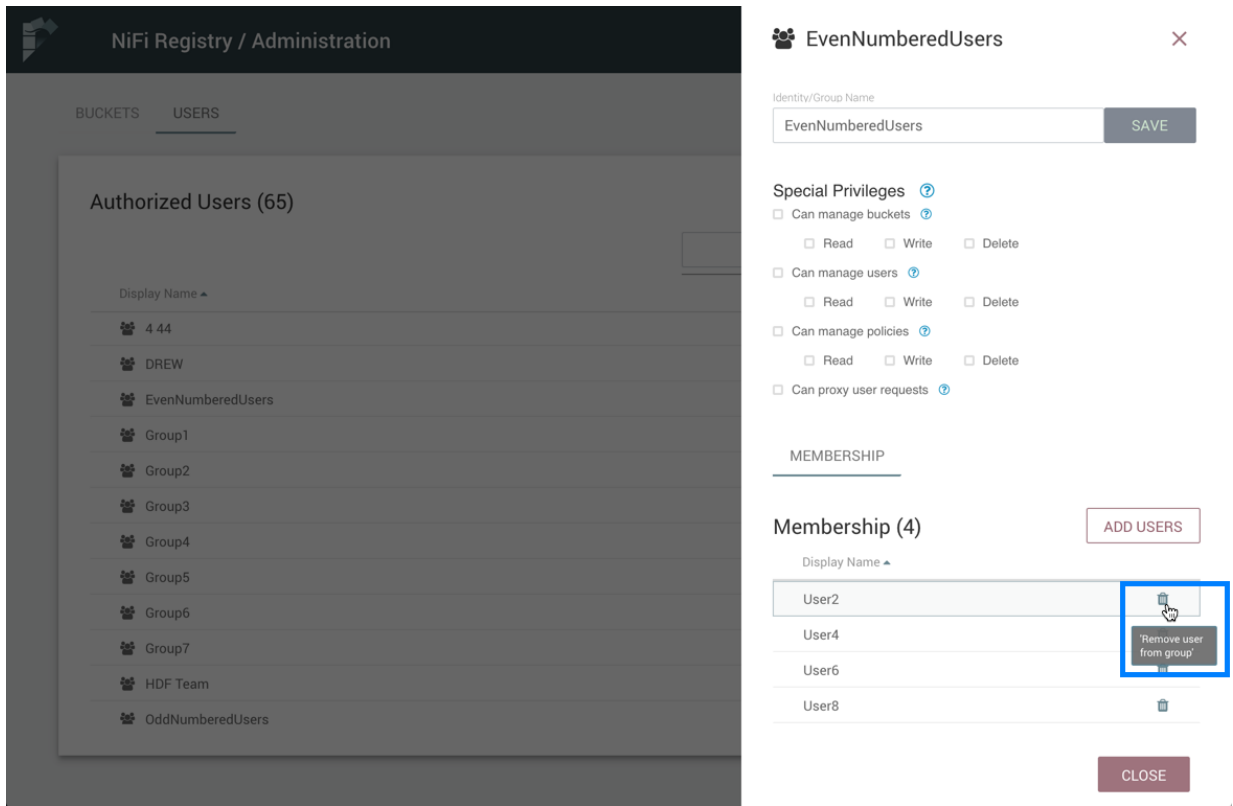 NiFi Registry / Administration
BUCKETS USERS
Authorized Users (65)
Display Name
4 44
DREW
EvenNumberedUsers
Group1
Group2
Group3
Group4
Group5
Group6
Group7
HDF Team
OddNumberedUsers
EvenNumberedUsers
Identity/Group Name
EvenNumberedUsers SAVE
Special Privileges ?
Can manage buckets ?
Read Write Delete
Can manage users ?
Read Write Delete
Can manage policies ?
Read Write Delete
Can proxy user requests ?
MEMBERSHIP
Membership (4) ADD USERS
Display Name
User2
User4
'Remove user
from group'
User6
User8
CLOSE